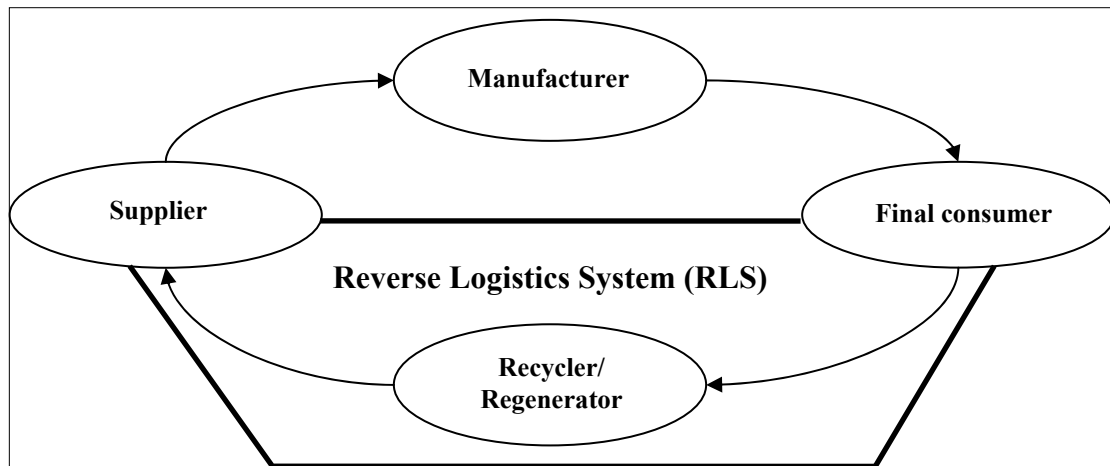 Manufacturer
Supplier
Final consumer
Reverse Logistics System (RLS)
Recycler/
Regenerator